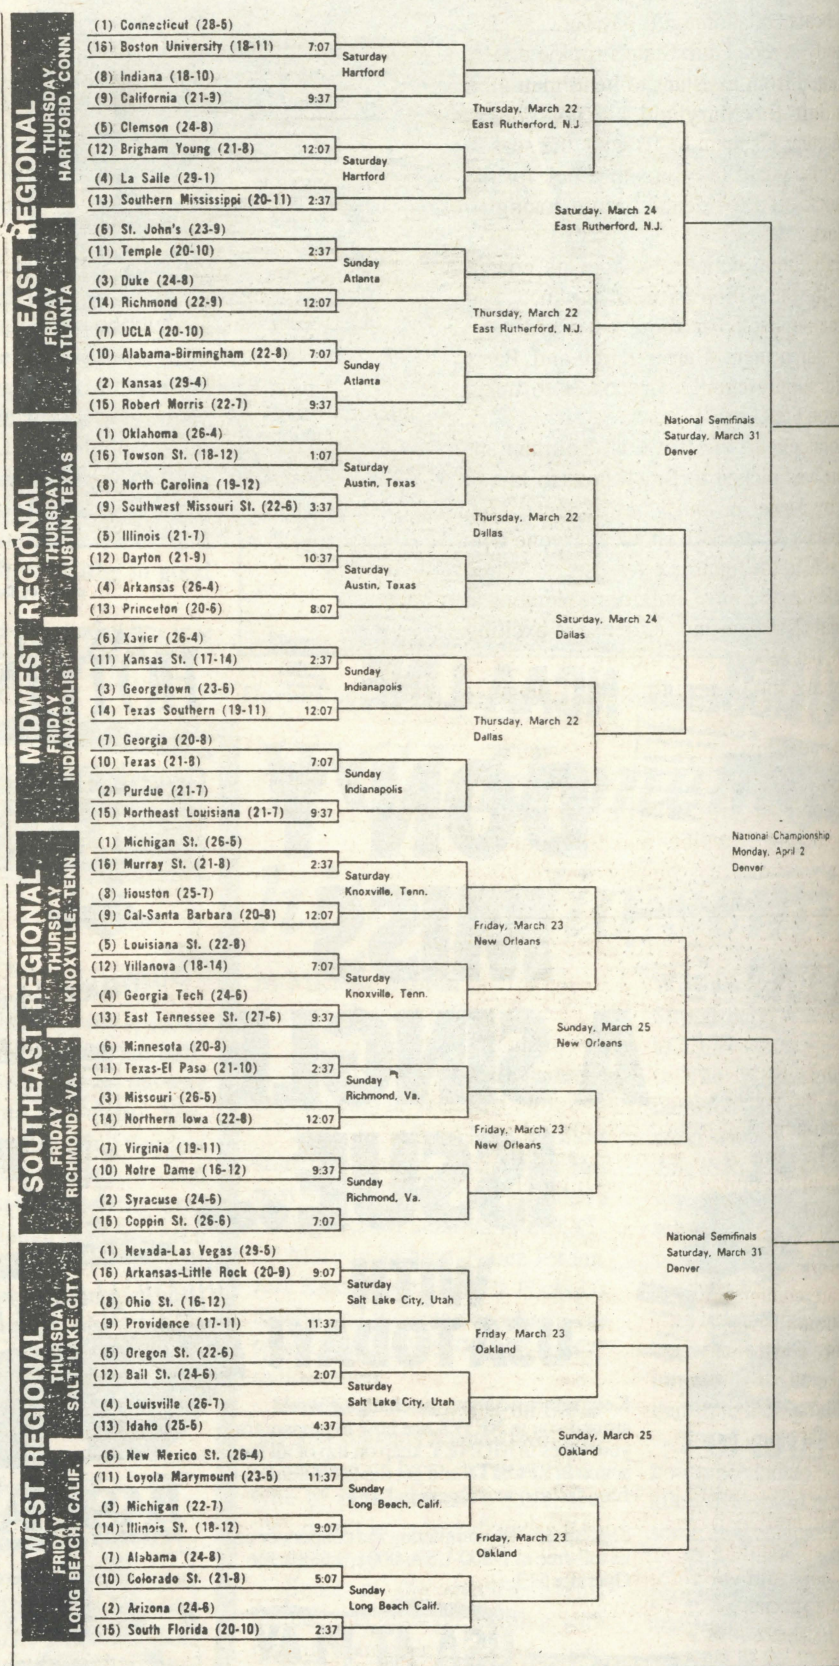 EAST REGIONAL
THURSDAY
HARTFORD, CONN.
(1) Connecticut (28-5)
(16) Boston University (18-11) 7:07
Saturday
Hartford
(8) Indiana (18-10)
(9) California (21-9) 9:37
Thursday, March 22
East Rutherford, N.J.
(5) Clemson (24-8)
(12) Brigham Young (21-8) 12:07
Saturday
Hartford
(4) La Salle (29-1)
(13) Southern Mississippi (20-11) 2:37
Saturday, March 24
East Rutherford, N.J.
FRIDAY
ATLANTA
(6) St. John's (23-9)
(11) Temple (20-10) 2:37
Sunday
Atlanta
(3) Duke (24-8)
(14) Richmond (22-9) 12:07
Thursday, March 22
East Rutherford, N.J.
(7) UCLA (20-10)
(10) Alabama-Birmingham (22-8) 7:07
Sunday
Atlanta
(2) Kansas (29-4)
(15) Robert Morris (22-7) 9:37
National Semifinals
Saturday, March 31
Denver
MIDWEST REGIONAL
THURSDAY
AUSTIN, TEXAS
(1) Oklahoma (26-4)
(16) Towson St. (18-12) 1:07
Saturday
Austin, Texas
(8) North Carolina (19-12)
(9) Southwest Missouri St. (22-6) 3:37
Thursday, March 22
Dallas
(5) Illinois (21-7)
(12) Dayton (21-9) 10:37
Saturday
Austin, Texas
(4) Arkansas (26-4)
(13) Princeton (20-6) 8:07
Saturday, March 24
Dallas
FRIDAY
INDIANAPOLIS
(6) Xavier (26-4)
(11) Kansas St. (17-14) 2:37
Sunday
Indianapolis
(3) Georgetown (23-6)
(14) Texas Southern (19-11) 12:07
Thursday, March 22
Dallas
(7) Georgia (20-8)
(10) Texas (21-8) 7:07
Sunday
Indianapolis
(2) Purdue (21-7)
(15) Northeast Louisiana (21-7) 9:37
National Championship
Monday, April 2
Denver
SOUTHEAST REGIONAL
THURSDAY
KNOXVILLE, TENN.
(1) Michigan St. (26-5)
(16) Murray St. (21-8) 2:37
Saturday
Knoxville, Tenn.
(8) Houston (25-7)
(9) Cal-Santa Barbara (20-8) 12:07
Friday, March 23
New Orleans
(5) Louisiana St. (22-8)
(12) Villanova (18-14) 7:07
Saturday
Knoxville, Tenn.
(4) Georgia Tech (24-6)
(13) East Tennessee St. (27-6) 9:37
Sunday, March 25
New Orleans
FRIDAY
RICHMOND, VA.
(6) Minnesota (20-8)
(11) Texas-El Paso (21-10) 2:37
Sunday
Richmond, Va.
(3) Missouri (26-5)
(14) Northern Iowa (22-8) 12:07
Friday, March 23
New Orleans
(7) Virginia (19-11)
(10) Notre Dame (16-12) 9:37
Sunday
Richmond, Va.
(2) Syracuse (24-6)
(15) Coppin St. (26-6) 7:07
National Semifinals
Saturday, March 31
Denver
WEST REGIONAL
THURSDAY
SALT LAKE CITY
(1) Nevada-Las Vegas (29-5)
(16) Arkansas-Little Rock (20-9) 9:07
Saturday
Salt Lake City, Utah
(8) Ohio St. (16-12)
(9) Providence (17-11) 11:37
Friday March 23
Oakland
(5) Oregon St. (22-6)
(12) Ball St. (24-6) 2:07
Saturday
Salt Lake City, Utah
(4) Louisville (26-7)
(13) Idaho (25-5) 4:37
Sunday, March 25
Oakland
FRIDAY
LONG BEACH, CALIF.
(6) New Mexico St. (26-4)
(11) Loyola Marymount (23-5) 11:37
Sunday
Long Beach, Calif.
(3) Michigan (22-7)
(14) Illinois St. (18-12) 9:07
Friday, March 23
Oakland
(7) Alabama (24-8)
(10) Colorado St. (21-8) 5:07
Sunday
Long Beach Calif.
(2) Arizona (24-6)
(15) South Florida (20-10) 2:37